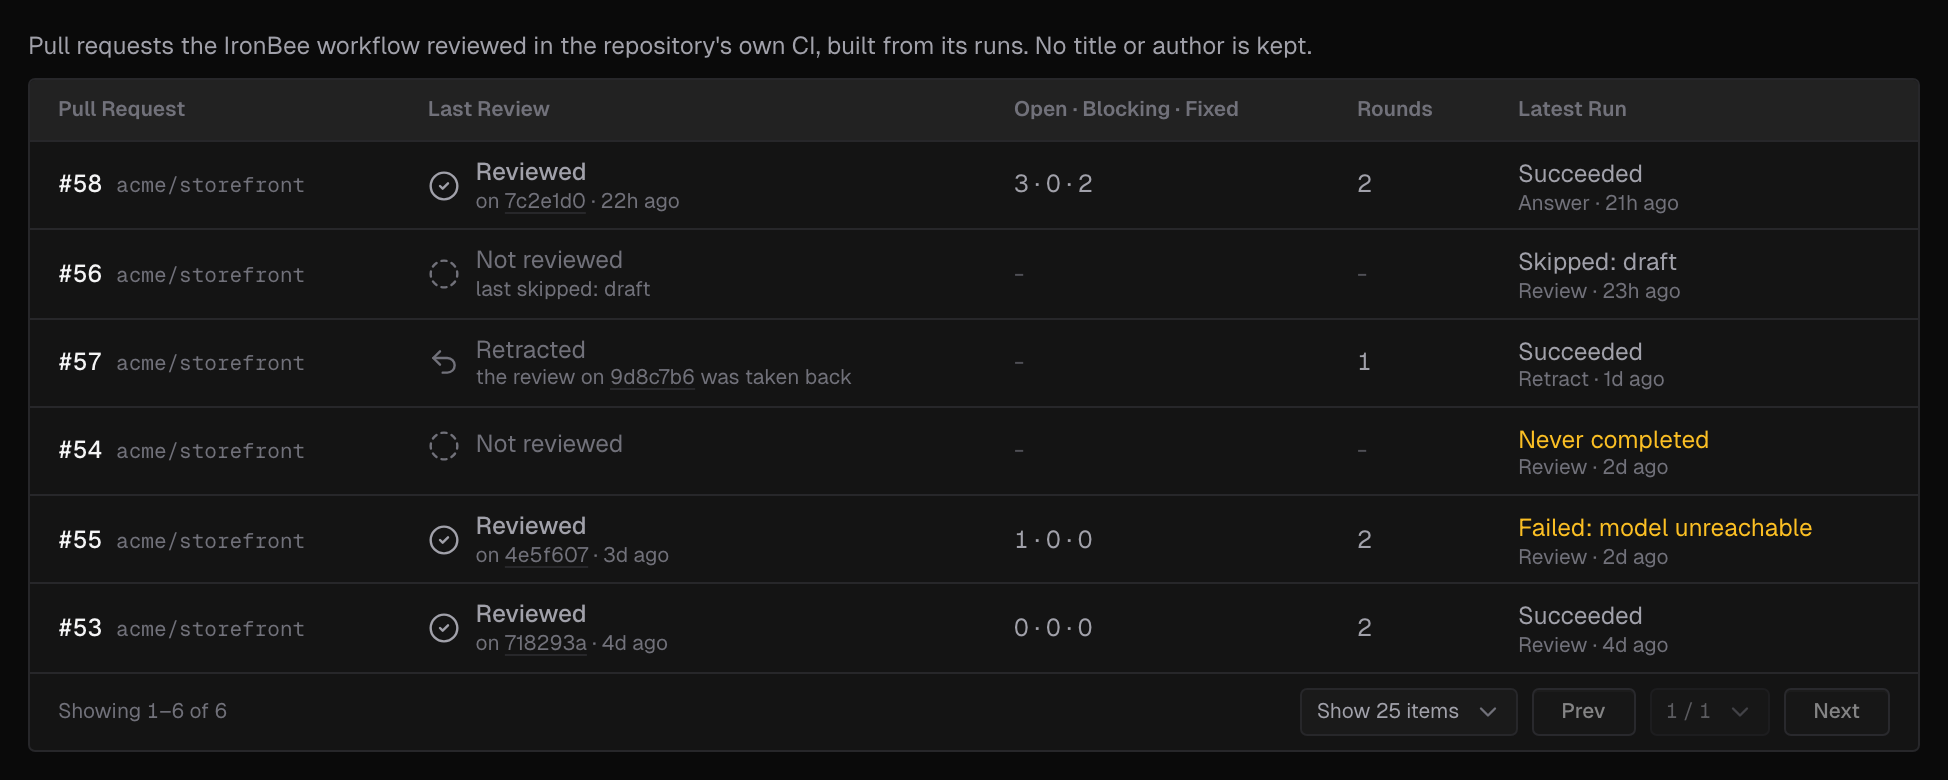 Pull requests the IronBee workflow reviewed in the repository's own CI, built from its runs. No title or author is kept.
Pull Request Last Review Open · Blocking · Fixed Rounds Latest Run
#58 acme/storefront Reviewed 3 · 0 · 2 2 Succeeded
on 7c2e1d0 · 22h ago Answer · 21h ago
#56 acme/storefront Not reviewed - - Skipped: draft
last skipped: draft Review · 23h ago
#57 acme/storefront Retracted - 1 Succeeded
the review on 9d8c7b6 was taken back Retract · 1d ago
#54 acme/storefront Not reviewed - - Never completed
Review · 2d ago
#55 acme/storefront Reviewed 1 · 0 · 0 2 Failed: model unreachable
on 4e5f607 · 3d ago Review · 2d ago
#53 acme/storefront Reviewed 0 · 0 · 0 2 Succeeded
on 718293a · 4d ago Review · 4d ago
Showing 1–6 of 6 Show 25 items Prev 1 / 1 Next